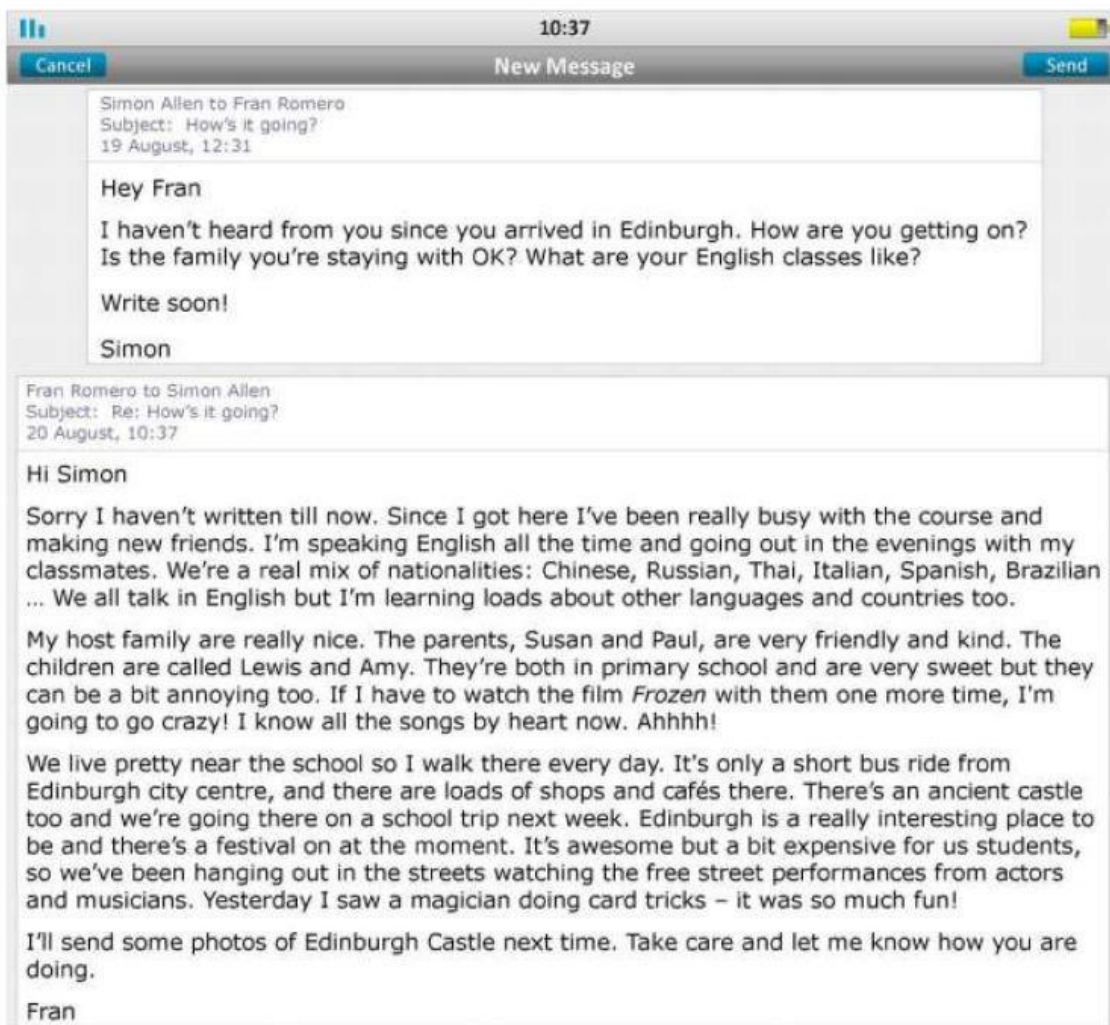 10:37
Cancel
New Message
Send
Simon Allen to Fran Romero
Subject: How's it going?
19 August, 12:31
Hey Fran
I haven't heard from you since you arrived in Edinburgh. How are you getting on?
Is the family you're staying with OK? What are your English classes like?
Write soon!
Simon
Fran Romero to Simon Allen
Subject: Re: How's it going?
20 August, 10:37
Hi Simon
Sorry I haven't written till now. Since I got here I've been really busy with the course and
making new friends. I'm speaking English all the time and going out in the evenings with my
classmates. We're a real mix of nationalities: Chinese, Russian, Thai, Italian, Spanish, Brazilian
... We all talk in English but I'm learning loads about other languages and countries too.
My host family are really nice. The parents, Susan and Paul, are very friendly and kind. The
children are called Lewis and Amy. They're both in primary school and are very sweet but they
can be a bit annoying too. If I have to watch the film Frozen with them one more time, I'm
going to go crazy! I know all the songs by heart now. Ahhhh!
We live pretty near the school so I walk there every day. It's only a short bus ride from
Edinburgh city centre, and there are loads of shops and cafés there. There's an ancient castle
too and we're going there on a school trip next week. Edinburgh is a really interesting place to
be and there's a festival on at the moment. It's awesome but a bit expensive for us students,
so we've been hanging out in the streets watching the free street performances from actors
and musicians. Yesterday I saw a magician doing card tricks – it was so much fun!
I'll send some photos of Edinburgh Castle next time. Take care and let me know how you are
doing.
Fran